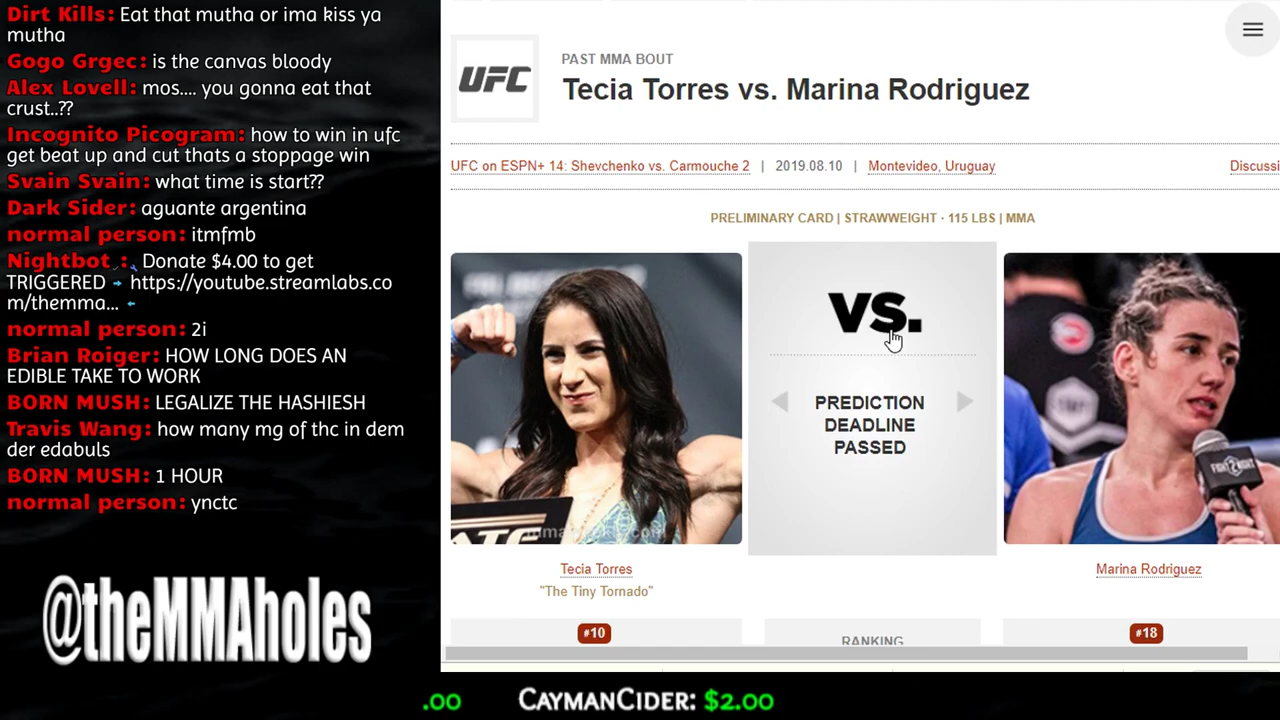 Dirt Kills: Eat that mutha or ima kiss ya
mutha
Gogo Grgec: is the canvas bloody
Alex Lovell: mos.... you gonna eat that
crust..??
Incognito Picogram: how to win in ufc
get beat up and cut thats a stoppage win
Svain Svain: what time is start??
Dark Sider: aguante argentina
normal person: itmfmb
Nightbot : Donate $4.00 to get
TRIGGERED https://youtube.streamlabs.co
m/themma...
normal person: 2i
Brian Roiger: HOW LONG DOES AN
EDIBLE TAKE TO WORK
BORN MUSH: LEGALIZE THE HASHIESH
Travis Wang: how many mg of thc in dem
der edabuls
BORN MUSH: 1 HOUR
normal person: ynctc
@theMMAholes
UFC
PAST MMA BOUT
Tecia Torres vs. Marina Rodriguez
UFC on ESPN+ 14: Shevchenko vs. Carmouche 2 | 2019.08.10 | Montevideo, Uruguay
Discussi
PRELIMINARY CARD | STRAWWEIGHT · 115 LBS | MMA
VS.
PREDICTION
DEADLINE
PASSED
FIGHT2NIGHT
Tecia Torres
"The Tiny Tornado"
Marina Rodriguez
#10
RANKING
#18
.00 CAYMANCIDER: $2.00